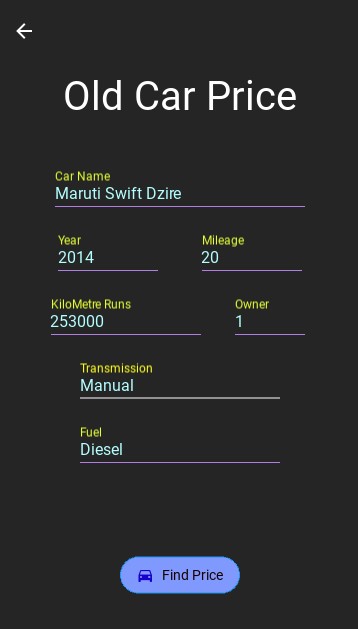 Old Car Price
Car Name
Maruti Swift Dzire
Year Mileage
2014 20
KiloMetre Runs Owner
253000 1
Transmission
Manual
Fuel
Diesel
Find Price